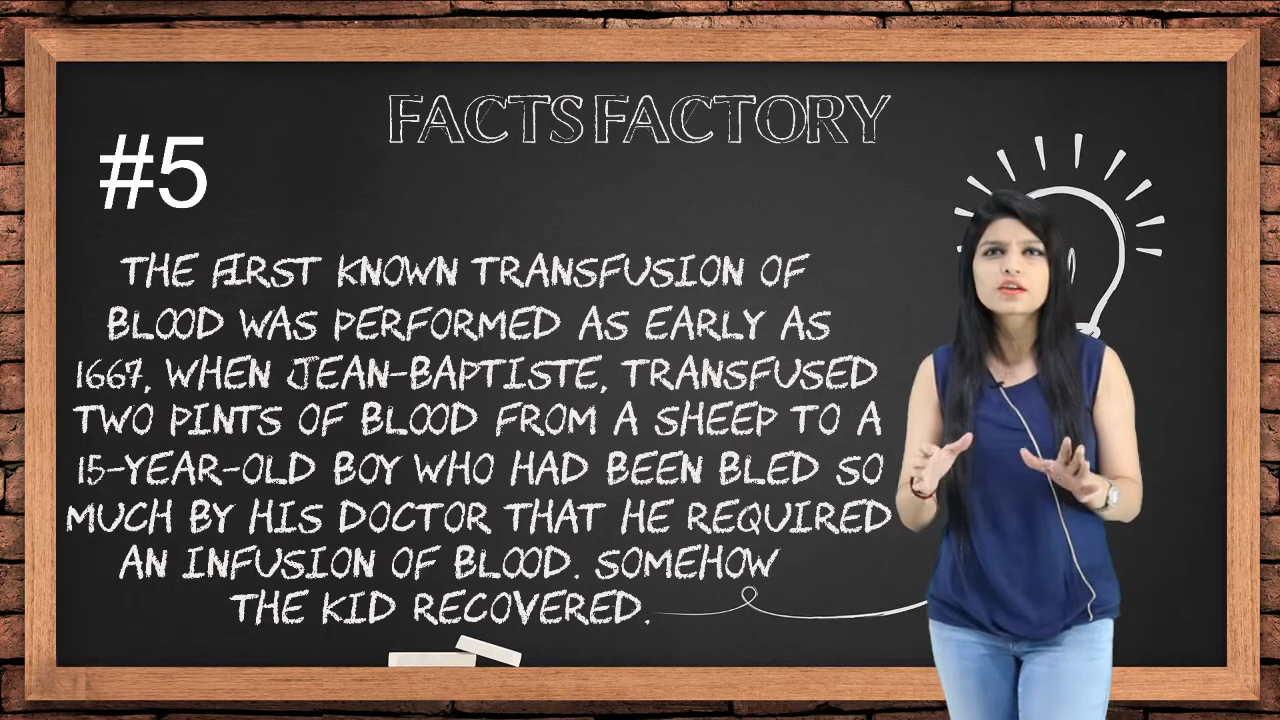 FACTS FACTORY
#5
THE FIRST KNOWN TRANSFUSION OF
BLOOD WAS PERFORMED AS EARLY AS
1667, WHEN JEAN-BAPTISTE, TRANSFUSED
TWO PINTS OF BLOOD FROM A SHEEP TO A
15-YEAR-OLD BOY WHO HAD BEEN BLED SO
MUCH BY HIS DOCTOR THAT HE REQUIRED
AN INFUSION OF BLOOD. SOMEHOW
THE KID RECOVERED.